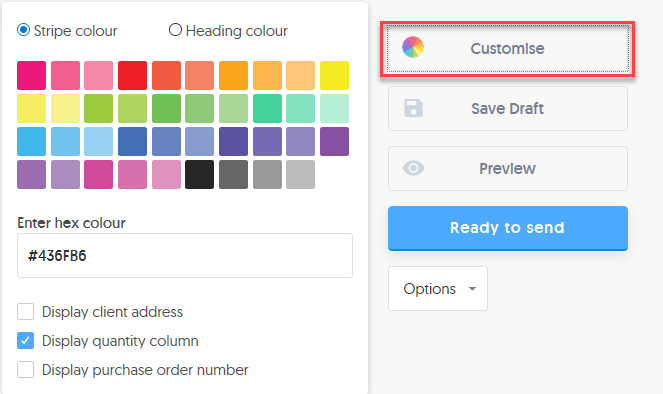 Stripe colour
Heading colour
Enter hex colour
#436FB6
Display client address
Display quantity column
Display purchase order number
Customise
Save Draft
Preview
Ready to send
Options